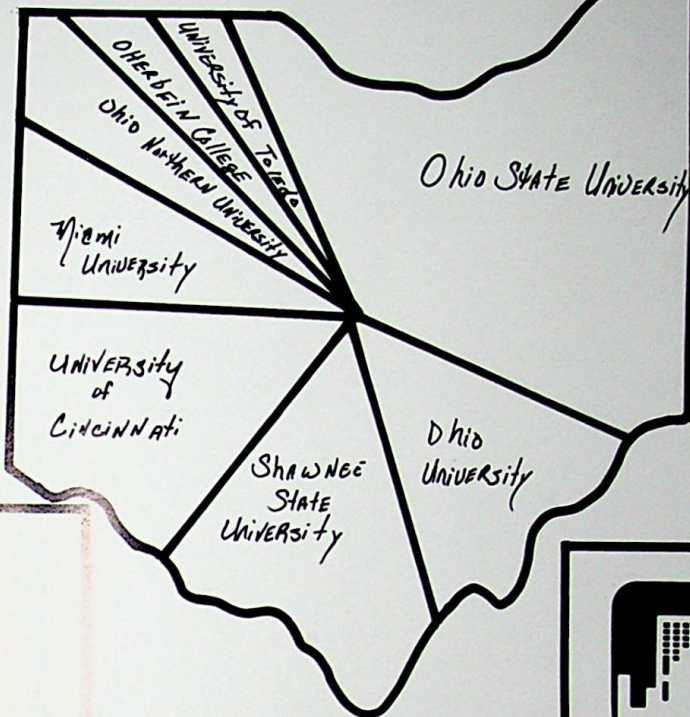 University of Toledo
Otterbein College
Ohio Northern University
Ohio State University
Miami
University
University
of
Cincinnati
Shawnee
State
University
Ohio
University